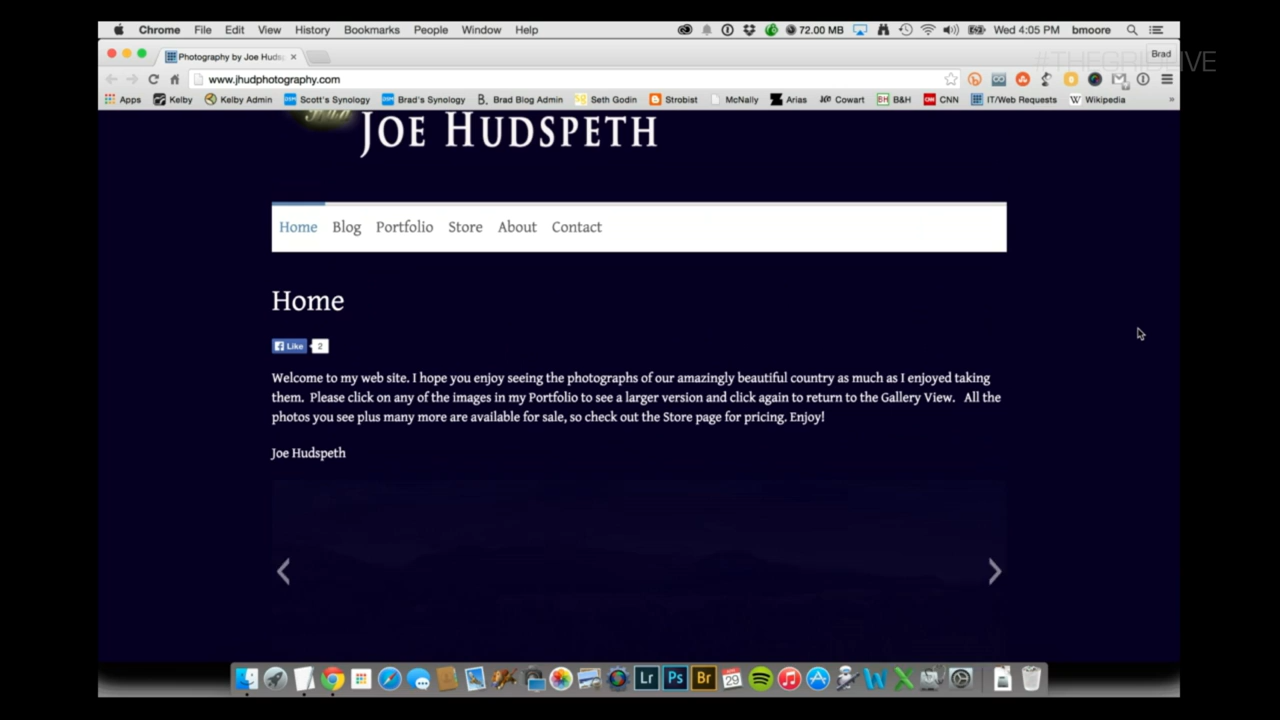 Chrome File Edit View History Bookmarks People Window Help 72.00 MB Wed 4:05 PM bmoore
#THEGRIDLIVE
Photography by Joe Huds
Brad
www.jhudphotography.com
Apps Kelby Kelby Admin Scott's Synology Brad's Synology B. Brad Blog Admin Seth Godin Strobist McNally Arias Cowart BH B&H CNN IT/Web Requests W Wikipedia »
JOE HUDSPETH
Home Blog Portfolio Store About Contact
Home
Like 2
Welcome to my web site. I hope you enjoy seeing the photographs of our amazingly beautiful country as much as I enjoyed taking
them. Please click on any of the images in my Portfolio to see a larger version and click again to return to the Gallery View. All the
photos you see plus many more are available for sale, so check out the Store page for pricing. Enjoy!
Joe Hudspeth
Lr Ps Br 29